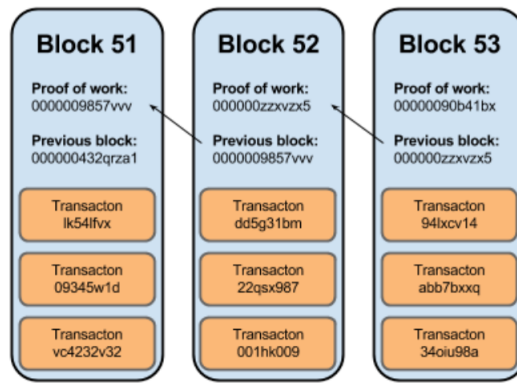 Block 51
Proof of work:
0000009857vvv
Previous block:
000000432qrza1
Transacton
lk54lfvx
Transacton
09345w1d
Transacton
vc4232v32
Block 52
Proof of work:
000000zzxvzx5
Previous block:
0000009857vvv
Transacton
dd5g31bm
Transacton
22qsx987
Transacton
001hk009
Block 53
Proof of work:
00000090b41bx
Previous block:
000000zzxvzx5
Transacton
94lxcv14
Transacton
abb7bxxq
Transacton
34oiu98a